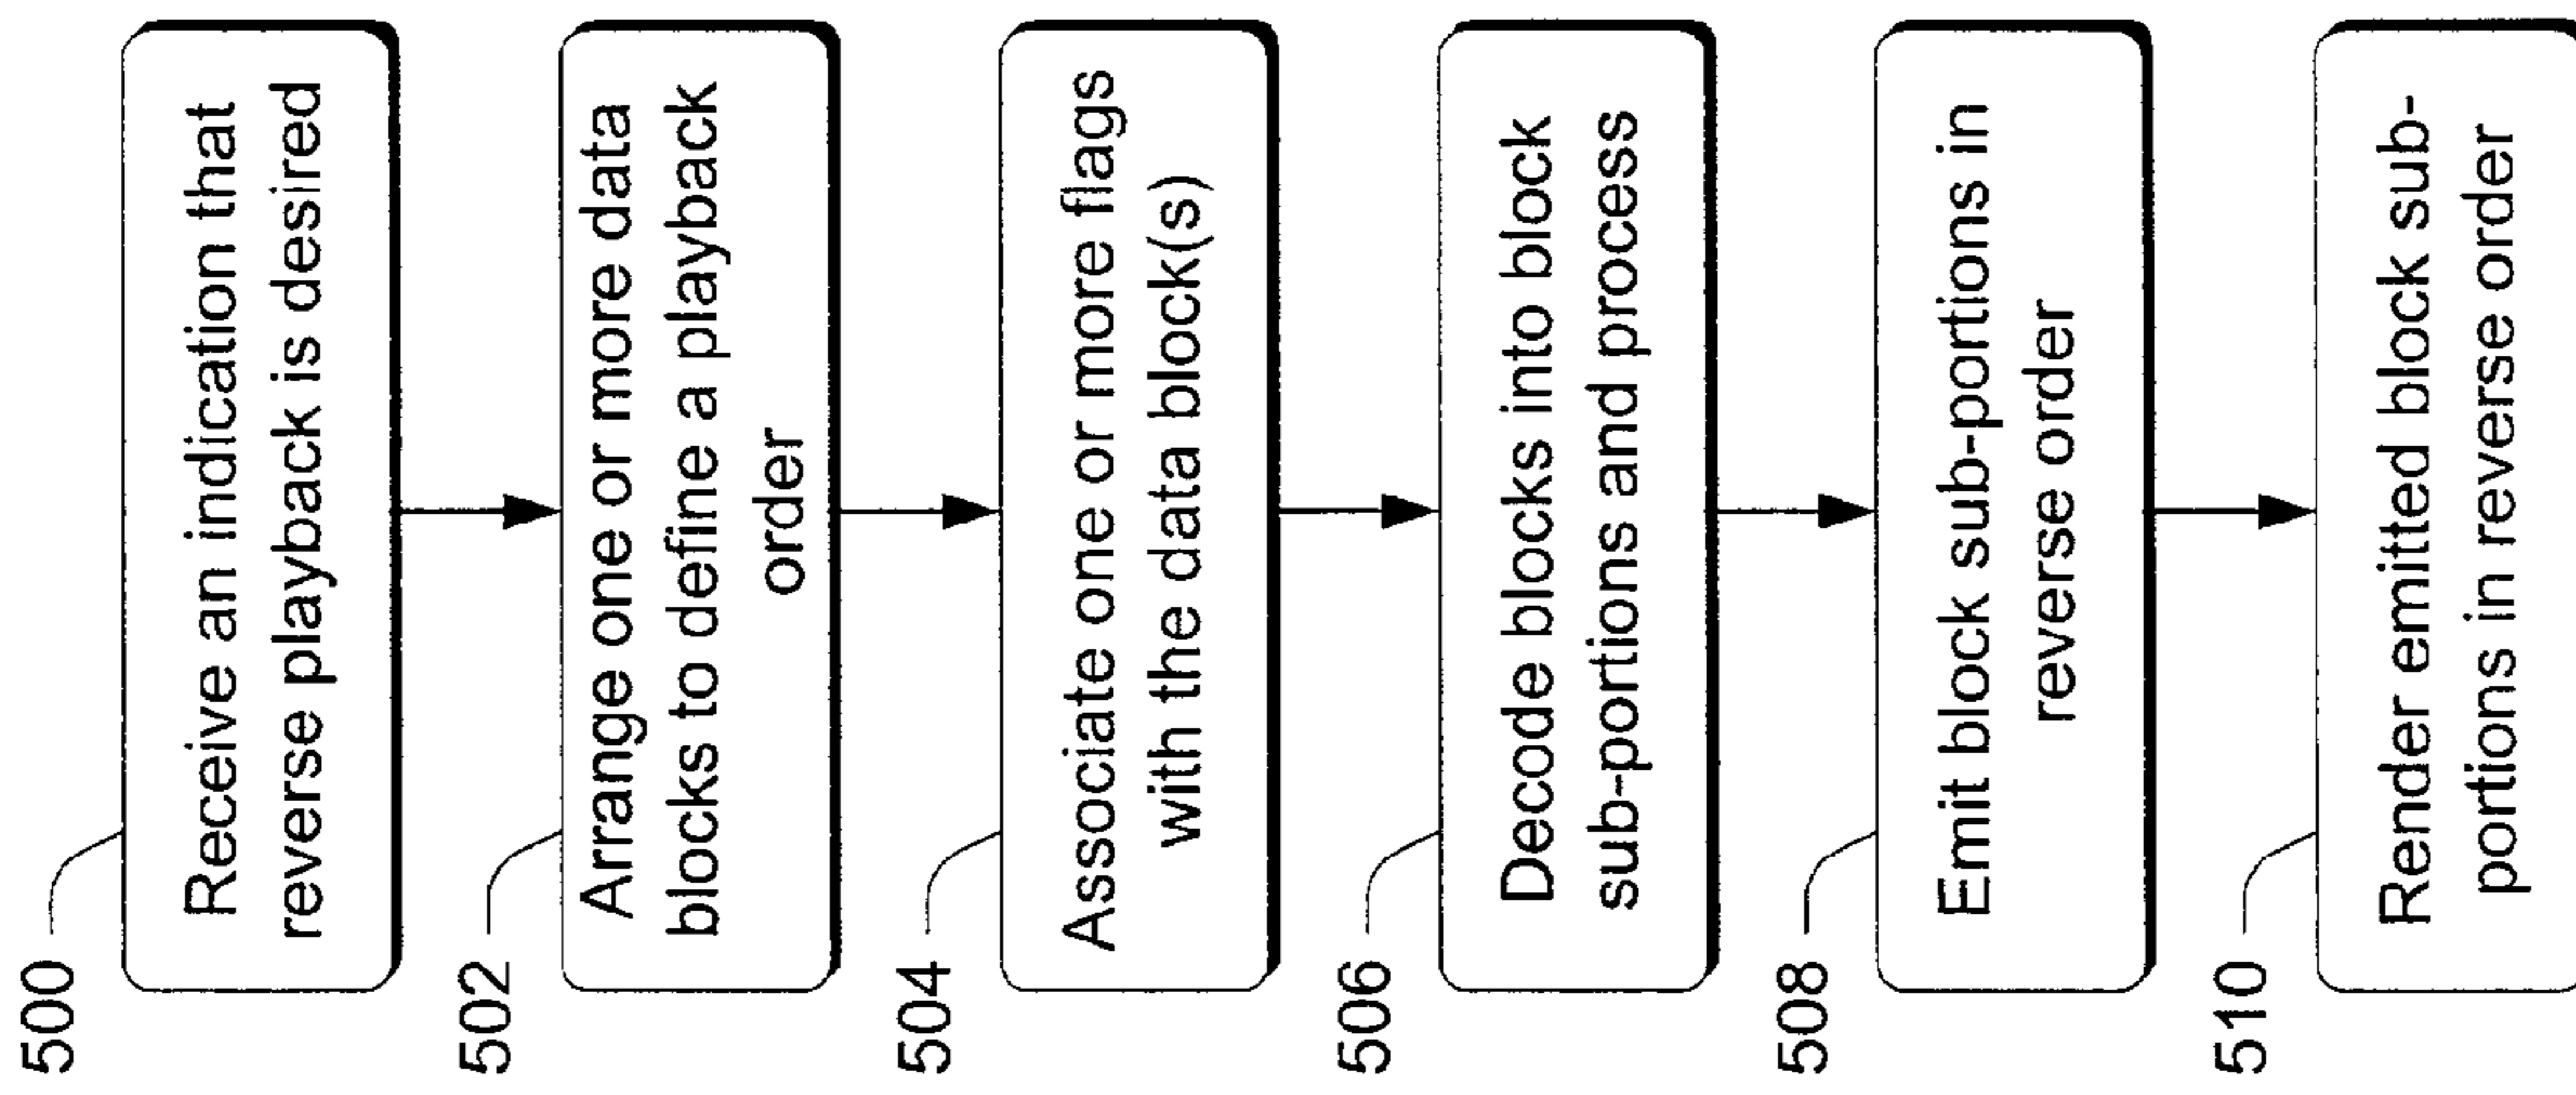 500
Receive an indication that
reverse playback is desired
502
Arrange one or more data
blocks to define a playback
order
504
Associate one or more flags
with the data block(s)
506
Decode blocks into block
sub-portions and process
508
Emit block sub-portions in
reverse order
510
Render emitted block sub-
portions in reverse order